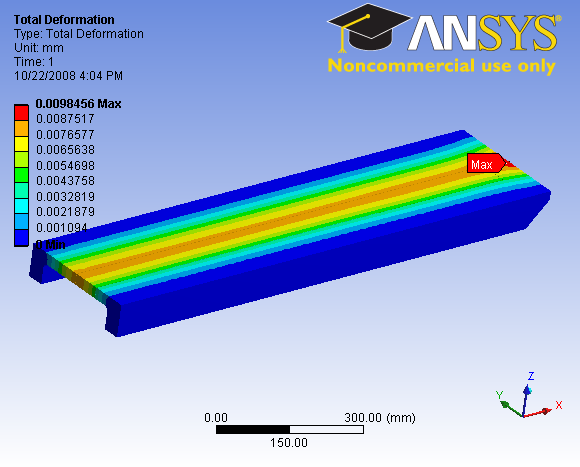 Total Deformation
Type: Total Deformation
Unit: mm
Time: 1
10/22/2008 4:04 PM
ANSYS®
Noncommercial use only
0.0098456 Max
0.0087517
0.0076577
0.0065638
0.0054698
0.0043758
0.0032819
0.0021879
0.001094
0 Min
Max
Z
Y
X
0.00
300.00 (mm)
150.00